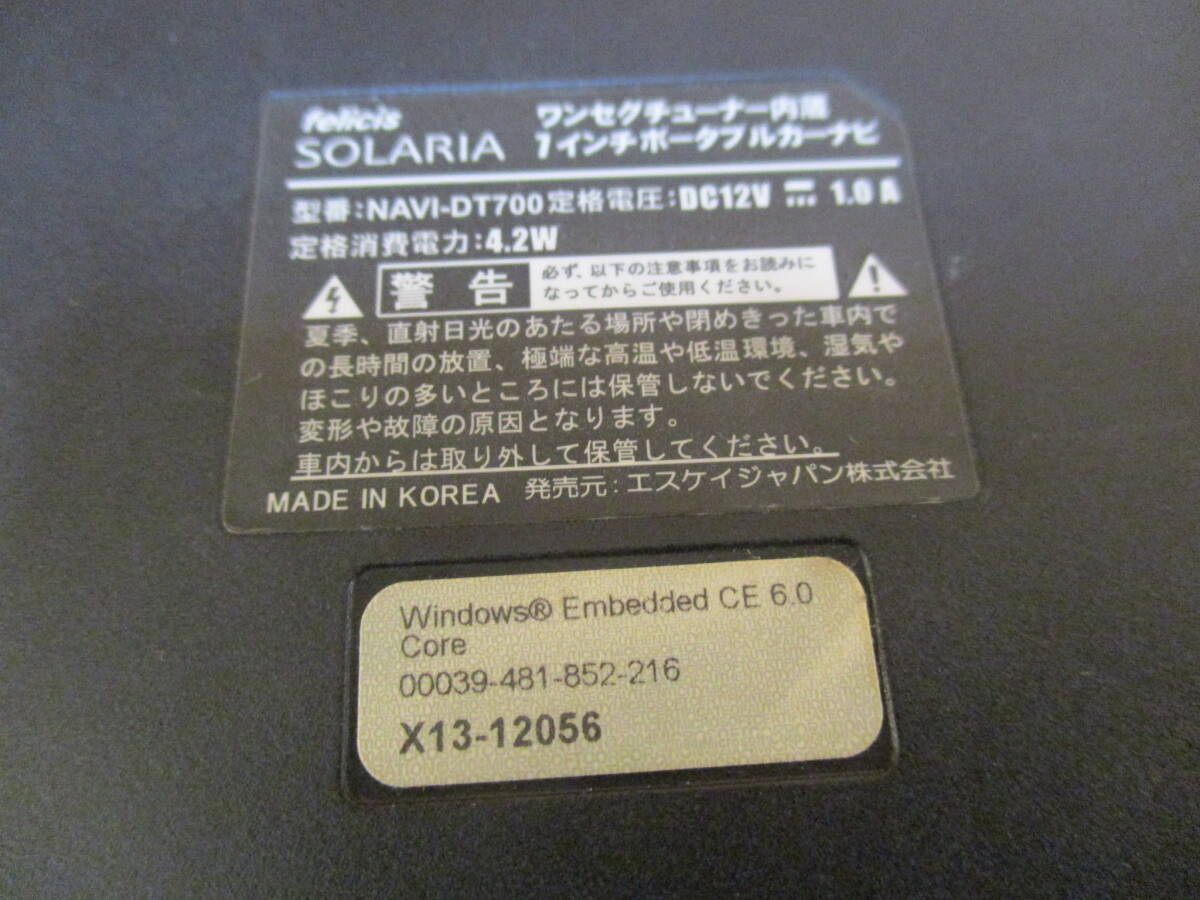 felicis
SOLARIA
ワンセグチューナー内蔵
7インチポータブルカーナビ
型番:NAVI-DT700 定格電圧:DC12V ⎓ 1.0A
定格消費電力:4.2W
警告
必ず、以下の注意事項をお読みに
なってからご使用ください。
夏季、直射日光のあたる場所や閉めきった車内で
の長時間の放置、極端な高温や低温環境、湿気や
ほこりの多いところには保管しないでください。
変形や故障の原因となります。
車内からは取り外して保管してください。
MADE IN KOREA 発売元:エスケイジャパン株式会社
Windows® Embedded CE 6.0
Core
00039-481-852-216
X13-12056